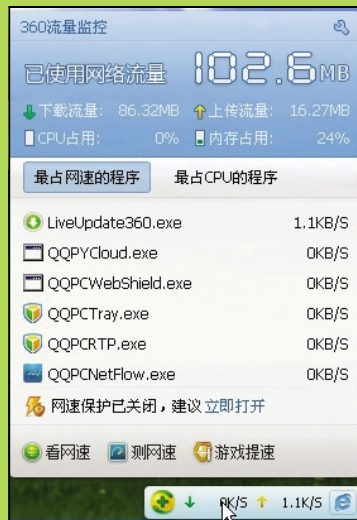 360流量监控
已使用网络流量 102.6MB
下载流量: 86.32MB 上传流量: 16.27MB
CPU占用: 0% 内存占用: 24%
最占网速的程序 最占CPU的程序
LiveUpdate360.exe 1.1KB/S
QQPYCloud.exe 0KB/S
QQPCWebShield.exe 0KB/S
QQPCTray.exe 0KB/S
QQPCRTP.exe 0KB/S
QQPCNetFlow.exe 0KB/S
网速保护已关闭，建议 立即打开
看网速 测网速 游戏提速
0K/S 1.1K/S